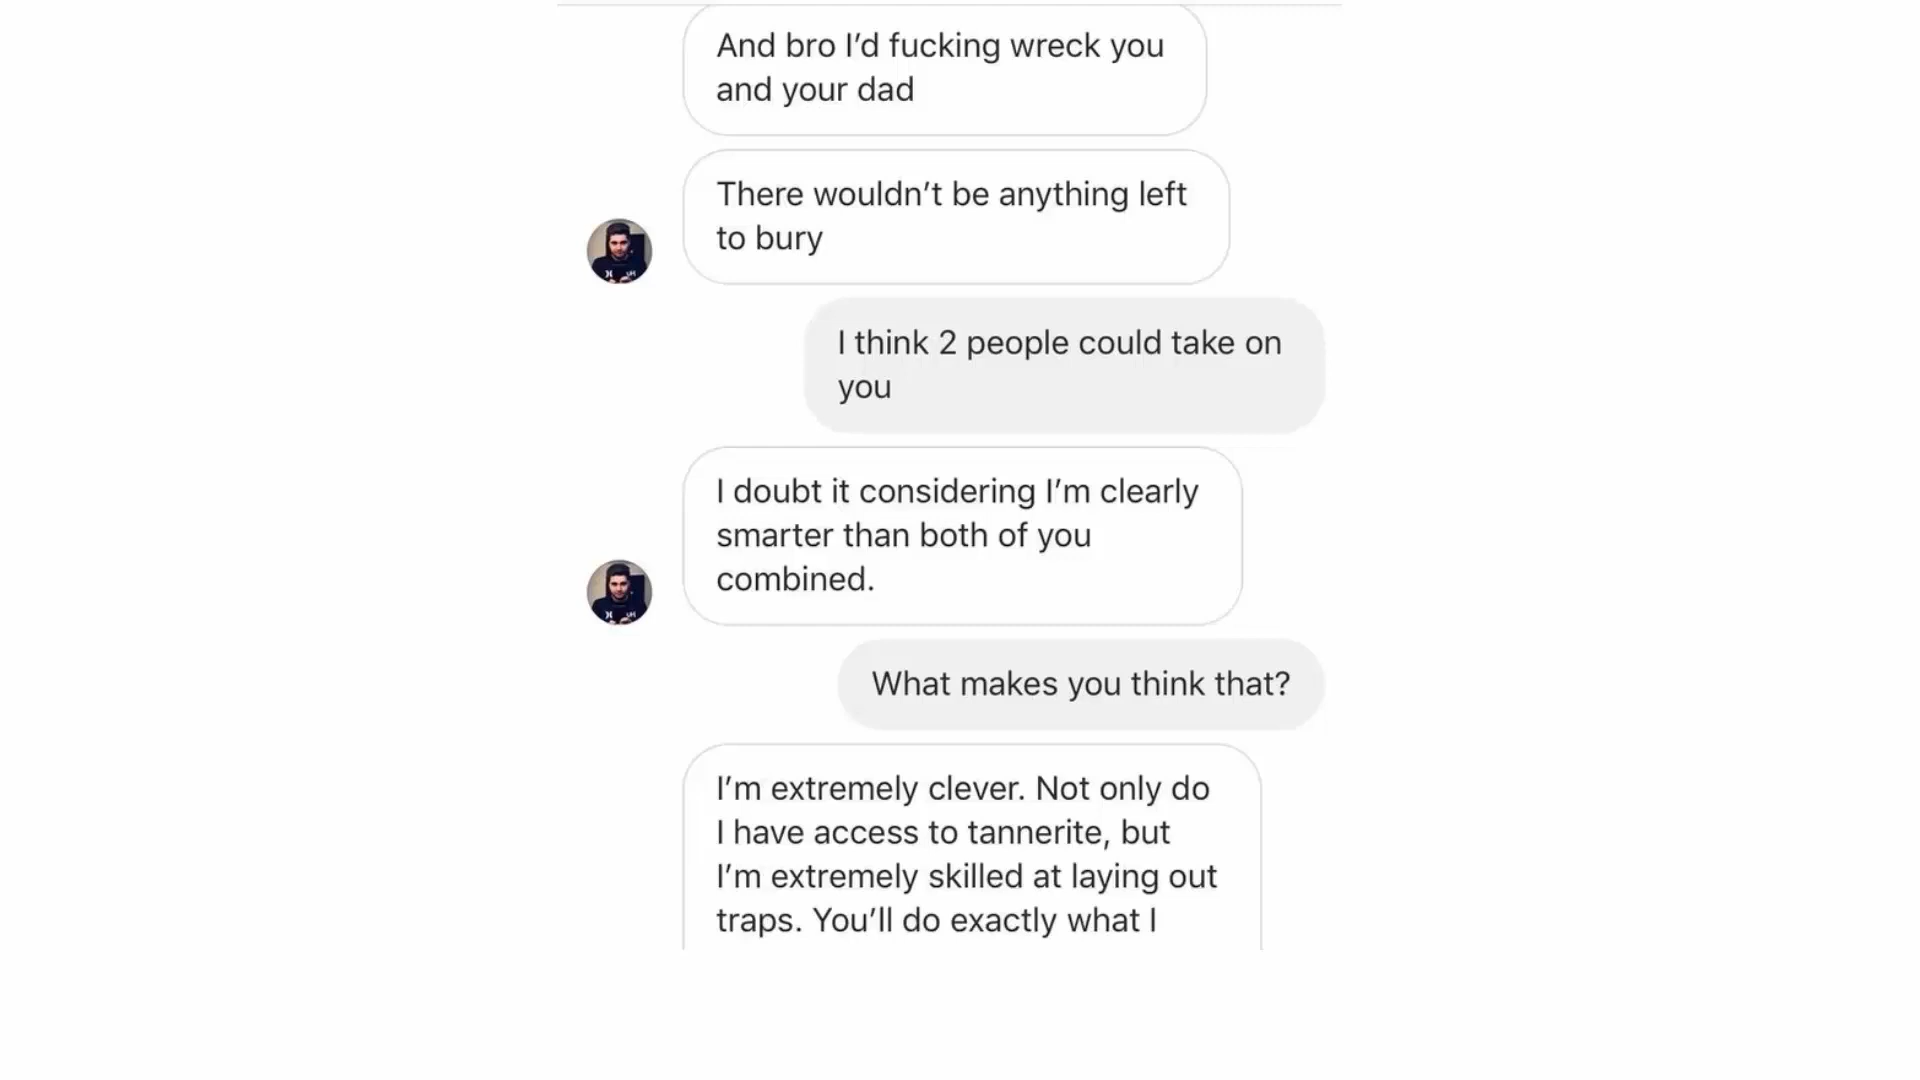 And bro I’d fucking wreck you
and your dad
There wouldn’t be anything left
to bury
I think 2 people could take on
you
I doubt it considering I’m clearly
smarter than both of you
combined.
What makes you think that?
I’m extremely clever. Not only do
I have access to tannerite, but
I’m extremely skilled at laying out
traps. You’ll do exactly what I